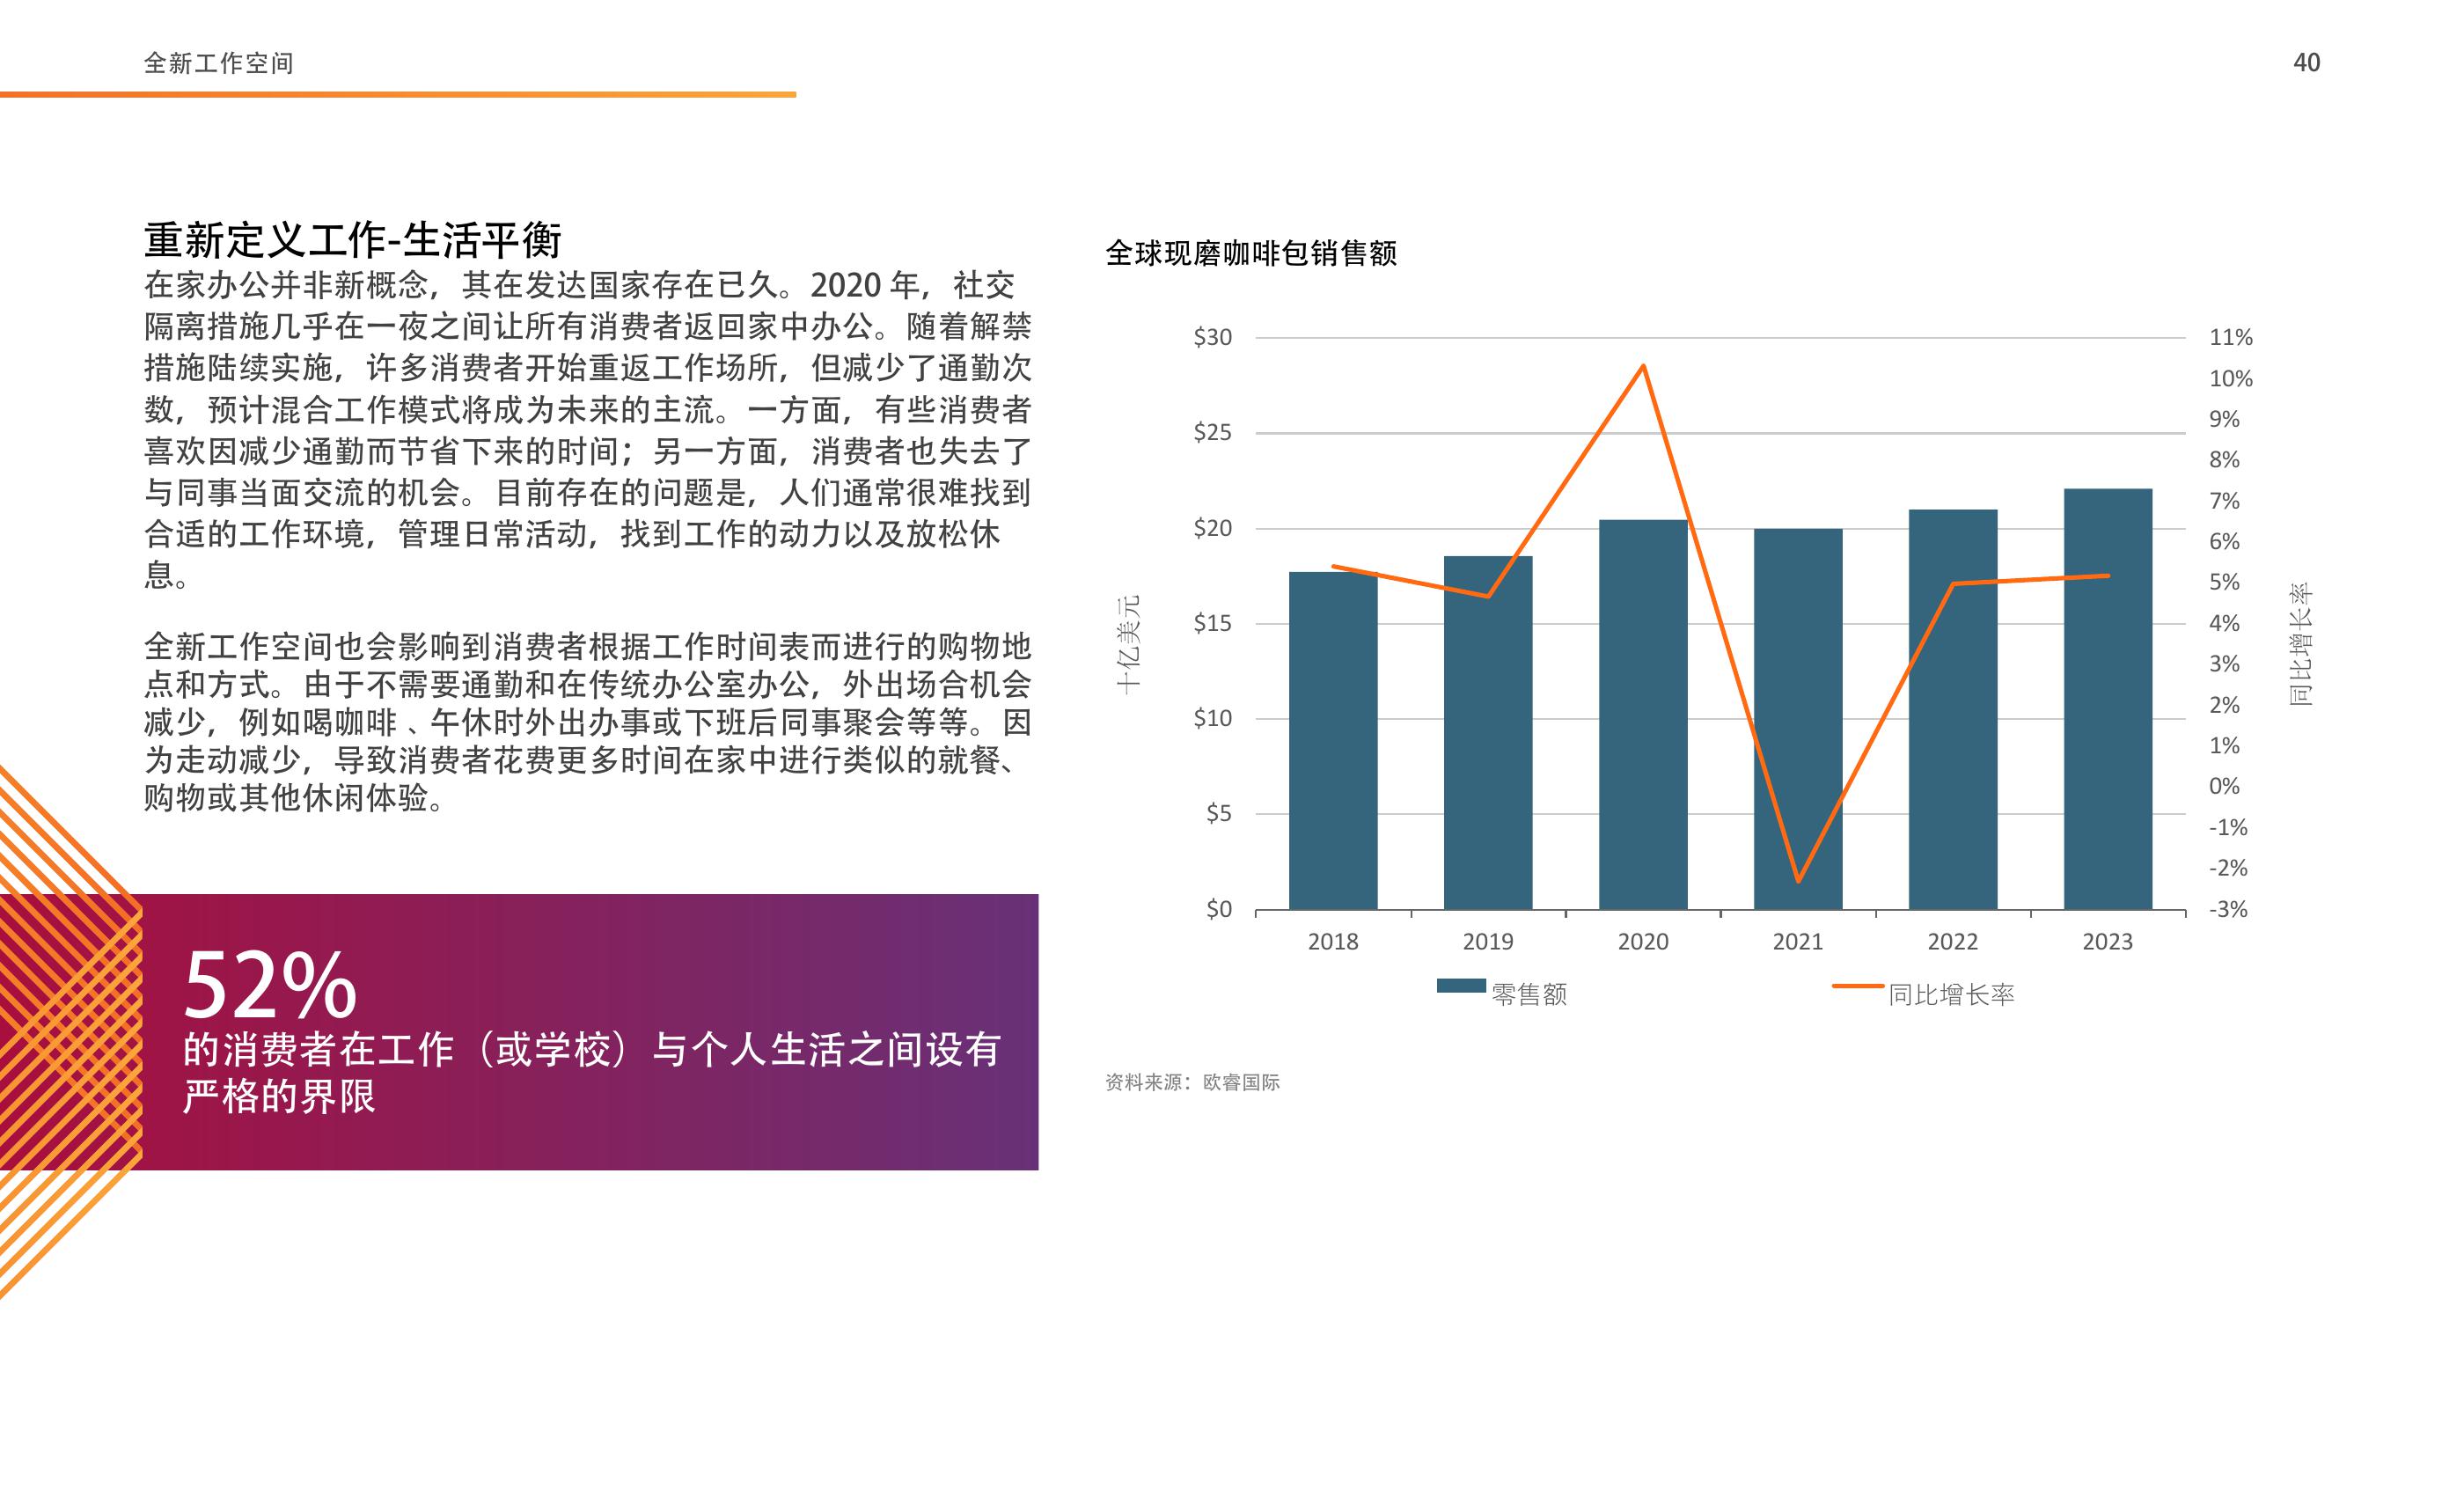 全新工作空间
40
重新定义工作-生活平衡
在家办公并非新概念，其在发达国家存在已久。2020 年，社交
隔离措施几乎在一夜之间让所有消费者返回家中办公。随着解禁
措施陆续实施，许多消费者开始重返工作场所，但减少了通勤次
数，预计混合工作模式将成为未来的主流。一方面，有些消费者
喜欢因减少通勤而节省下来的时间；另一方面，消费者也失去了
与同事当面交流的机会。目前存在的问题是，人们通常很难找到
合适的工作环境，管理日常活动，找到工作的动力以及放松休
息。
全新工作空间也会影响到消费者根据工作时间表而进行的购物地
点和方式。由于不需要通勤和在传统办公室办公，外出场合机会
减少，例如喝咖啡、午休时外出办事或下班后同事聚会等等。因
为走动减少，导致消费者花费更多时间在家中进行类似的就餐、
购物或其他休闲体验。
52%
的消费者在工作（或学校）与个人生活之间设有
严格的界限
全球现磨咖啡包销售额
十亿美元
$30
$25
$20
$15
$10
$5
$0
11%
10%
9%
8%
7%
6%
5%
4%
3%
2%
1%
0%
-1%
-2%
-3%
同比增长率
2018 2019 2020 2021 2022 2023
零售额 同比增长率
资料来源：欧睿国际